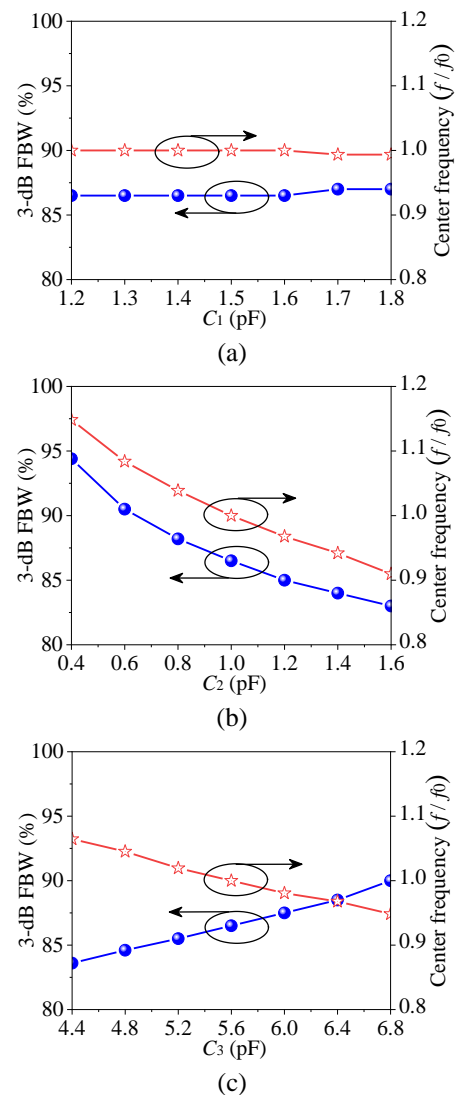 100
95
90
85
80
3-dB FBW (%)
1.2
1.1
1.0
0.9
0.8
Center frequency (f / f0)
1.2 1.3 1.4 1.5 1.6 1.7 1.8
C1 (pF)
(a)
100
95
90
85
80
3-dB FBW (%)
1.2
1.1
1.0
0.9
0.8
Center frequency (f / f0)
0.4 0.6 0.8 1.0 1.2 1.4 1.6
C2 (pF)
(b)
100
95
90
85
80
3-dB FBW (%)
1.2
1.1
1.0
0.9
0.8
Center frequency (f / f0)
4.4 4.8 5.2 5.6 6.0 6.4 6.8
C3 (pF)
(c)